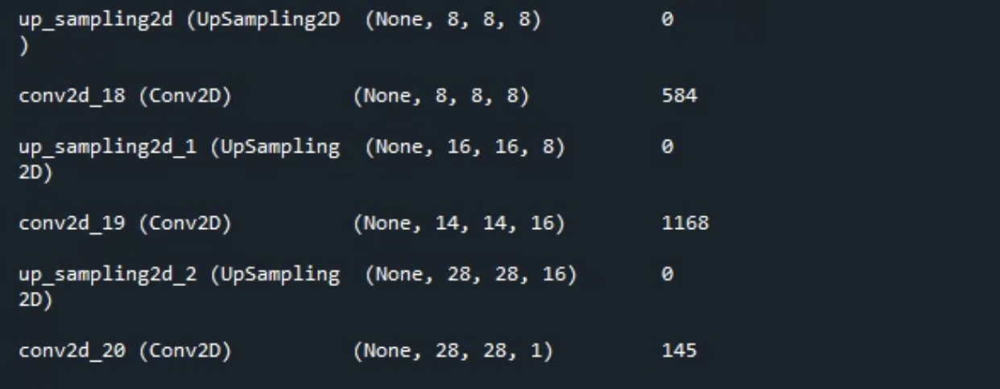 up_sampling2d (UpSampling2D  (None, 8, 8, 8)          0
)
conv2d_18 (Conv2D)          (None, 8, 8, 8)           584
up_sampling2d_1 (UpSampling  (None, 16, 16, 8)        0
2D)
conv2d_19 (Conv2D)          (None, 14, 14, 16)        1168
up_sampling2d_2 (UpSampling  (None, 28, 28, 16)       0
2D)
conv2d_20 (Conv2D)          (None, 28, 28, 1)         145